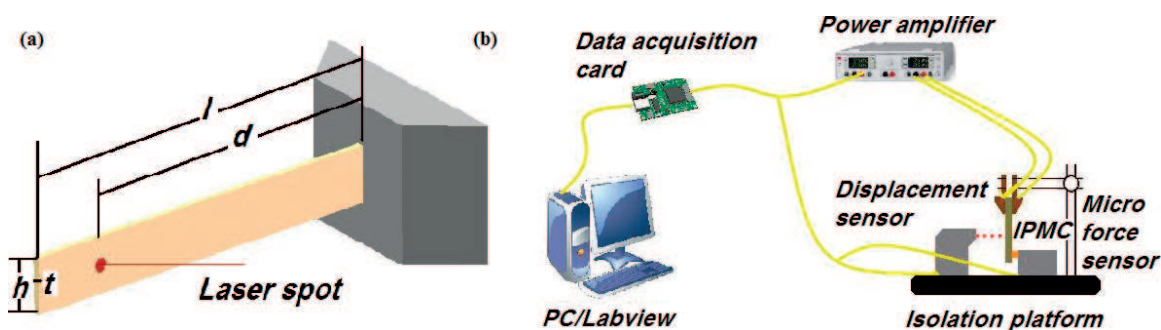 (a)
l
d
h
t
Laser spot
(b)
Data acquisition
card
Power amplifier
Displacement
sensor
IPMC
Micro
force
sensor
PC/Labview
Isolation platform